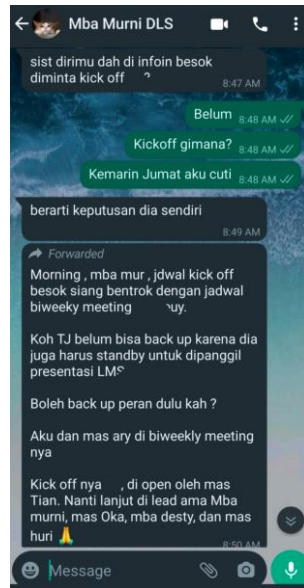 Mba Murni DLS
sist dirimu dah di infoin besok
diminta kick off ?
8:47 AM
Belum 8:48 AM
Kickoff gimana? 8:48 AM
Kemarin Jumat aku cuti 8:48 AM
berarti keputusan dia sendiri
8:49 AM
Forwarded
Morning , mba mur , jdwal kick off
besok siang bentrok dengan jadwal
biweeky meeting
Koh TJ belum bisa back up karena dia
juga harus standby untuk dipanggil
presentasi LMS
Boleh back up peran dulu kah ?
Aku dan mas ary di biweekly meeting
nya
Kick off nya , di open oleh mas
Tian. Nanti lanjut di lead ama Mba
murni, mas Oka, mba desty, dan mas
huri 🙏
8:50 AM
Message